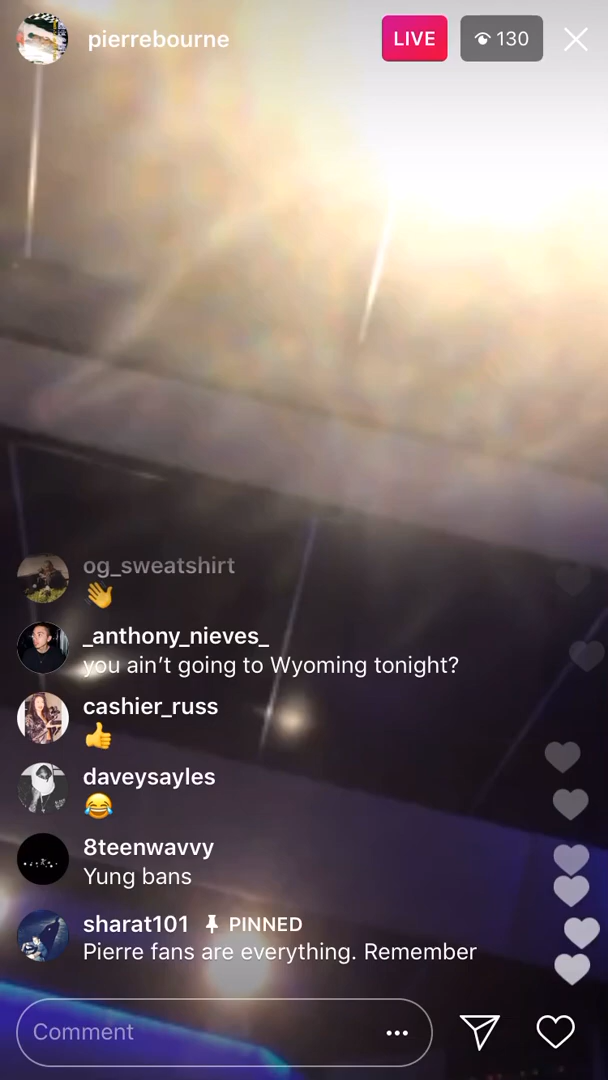 pierrebourne
LIVE
130
og_sweatshirt
👋
_anthony_nieves_
you ain’t going to Wyoming tonight?
cashier_russ
👍
daveysayles
😂
8teenwavvy
Yung bans
sharat101 PINNED
Pierre fans are everything. Remember
Comment